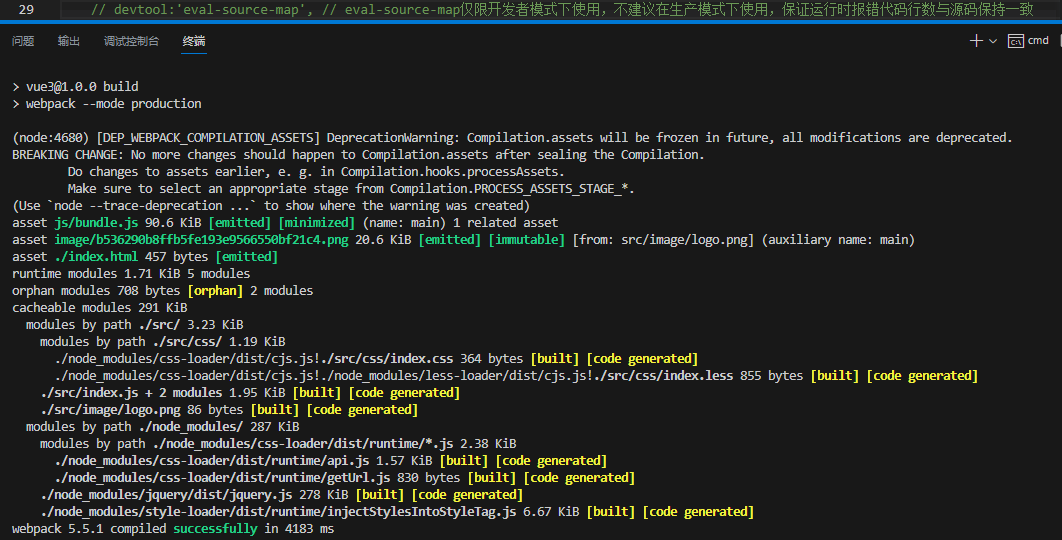 29 // devtool:'eval-source-map', // eval-source-map仅限开发者模式下使用，不建议在生产模式下使用，保证运行时报错代码行数与源码保持一致
问题 输出 调试控制台 终端 cmd
> vue3@1.0.0 build
> webpack --mode production
(node:4680) [DEP_WEBPACK_COMPILATION_ASSETS] DeprecationWarning: Compilation.assets will be frozen in future, all modifications are deprecated.
BREAKING CHANGE: No more changes should happen to Compilation.assets after sealing the Compilation.
Do changes to assets earlier, e. g. in Compilation.hooks.processAssets.
Make sure to select an appropriate stage from Compilation.PROCESS_ASSETS_STAGE_*.
(Use `node --trace-deprecation ...` to show where the warning was created)
asset js/bundle.js 90.6 KiB [emitted] [minimized] (name: main) 1 related asset
asset image/b536290b8ffb5fe193e9566550bf21c4.png 20.6 KiB [emitted] [immutable] [from: src/image/logo.png] (auxiliary name: main)
asset ./index.html 457 bytes [emitted]
runtime modules 1.71 KiB 5 modules
orphan modules 708 bytes [orphan] 2 modules
cacheable modules 291 KiB
modules by path ./src/ 3.23 KiB
modules by path ./src/css/ 1.19 KiB
./node_modules/css-loader/dist/cjs.js!./src/css/index.css 364 bytes [built] [code generated]
./node_modules/css-loader/dist/cjs.js!./node_modules/less-loader/dist/cjs.js!./src/css/index.less 855 bytes [built] [code generated]
./src/index.js + 2 modules 1.95 KiB [built] [code generated]
./src/image/logo.png 86 bytes [built] [code generated]
modules by path ./node_modules/ 287 KiB
modules by path ./node_modules/css-loader/dist/runtime/*.js 2.38 KiB
./node_modules/css-loader/dist/runtime/api.js 1.57 KiB [built] [code generated]
./node_modules/css-loader/dist/runtime/getUrl.js 830 bytes [built] [code generated]
./node_modules/jquery/dist/jquery.js 278 KiB [built] [code generated]
./node_modules/style-loader/dist/runtime/injectStylesIntoStyleTag.js 6.67 KiB [built] [code generated]
webpack 5.5.1 compiled successfully in 4183 ms